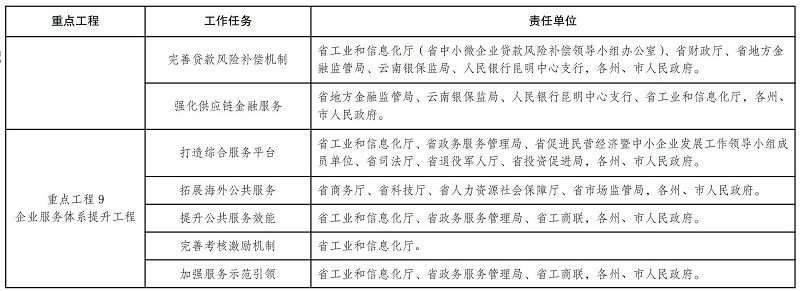 重点工程 工作任务 责任单位
完善贷款风险补偿机制 省工业和信息化厅（省中小微企业贷款风险补偿领导小组办公室）、省财政厅、省地方金
融监管局、云南银保监局、人民银行昆明中心支行，各州、市人民政府。
强化供应链金融服务 省地方金融监管局、云南银保监局、人民银行昆明中心支行、省工业和信息化厅，各州、
市人民政府。
重点工程 9
企业服务体系提升工程
打造综合服务平台 省工业和信息化厅、省政务服务管理局、省促进民营经济暨中小企业发展工作领导小组成
员单位、省司法厅、省退役军人厅、省投资促进局，各州、市人民政府。
拓展海外公共服务 省商务厅、省科技厅、省人力资源社会保障厅、省市场监管局，各州、市人民政府。
提升公共服务效能 省工业和信息化厅、省政务服务管理局、省工商联，各州、市人民政府。
完善考核激励机制 省工业和信息化厅。
加强服务示范引领 省工业和信息化厅、省政务服务管理局、省工商联，各州、市人民政府。